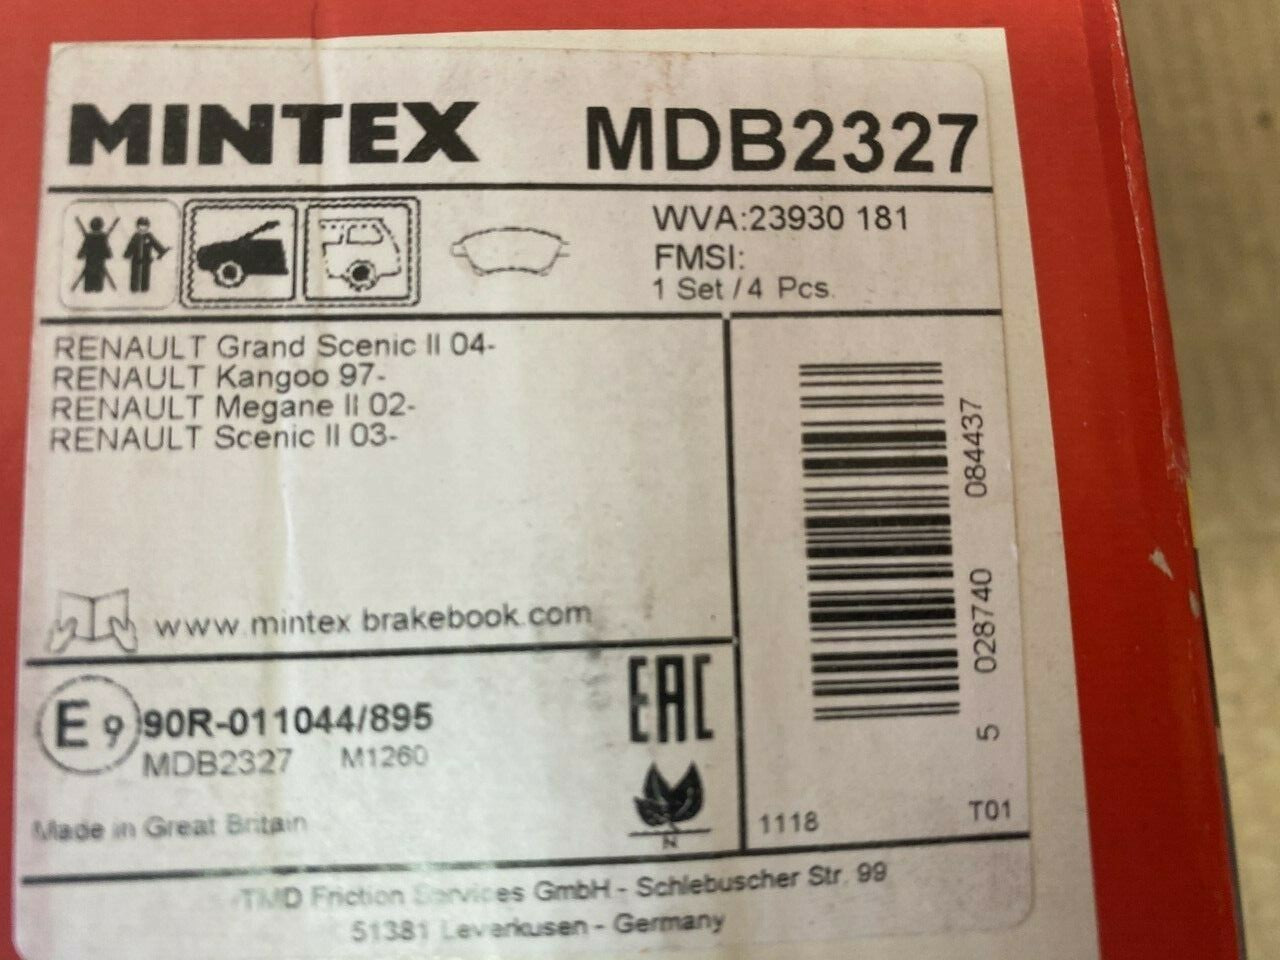 MINTEX MDB2327
WVA:23930 181
FMSI:
1 Set / 4 Pcs.
RENAULT Grand Scenic II 04-
RENAULT Kangoo 97-
RENAULT Megane II 02-
RENAULT Scenic II 03-
www.mintex brakebook.com
5 028740 084437
E9 90R-011044/895
MDB2327 M1260
EAC
N
Made in Great Britain
1118 T01
TMD Friction Services GmbH - Schlebuscher Str. 99
51381 Leverkusen - Germany